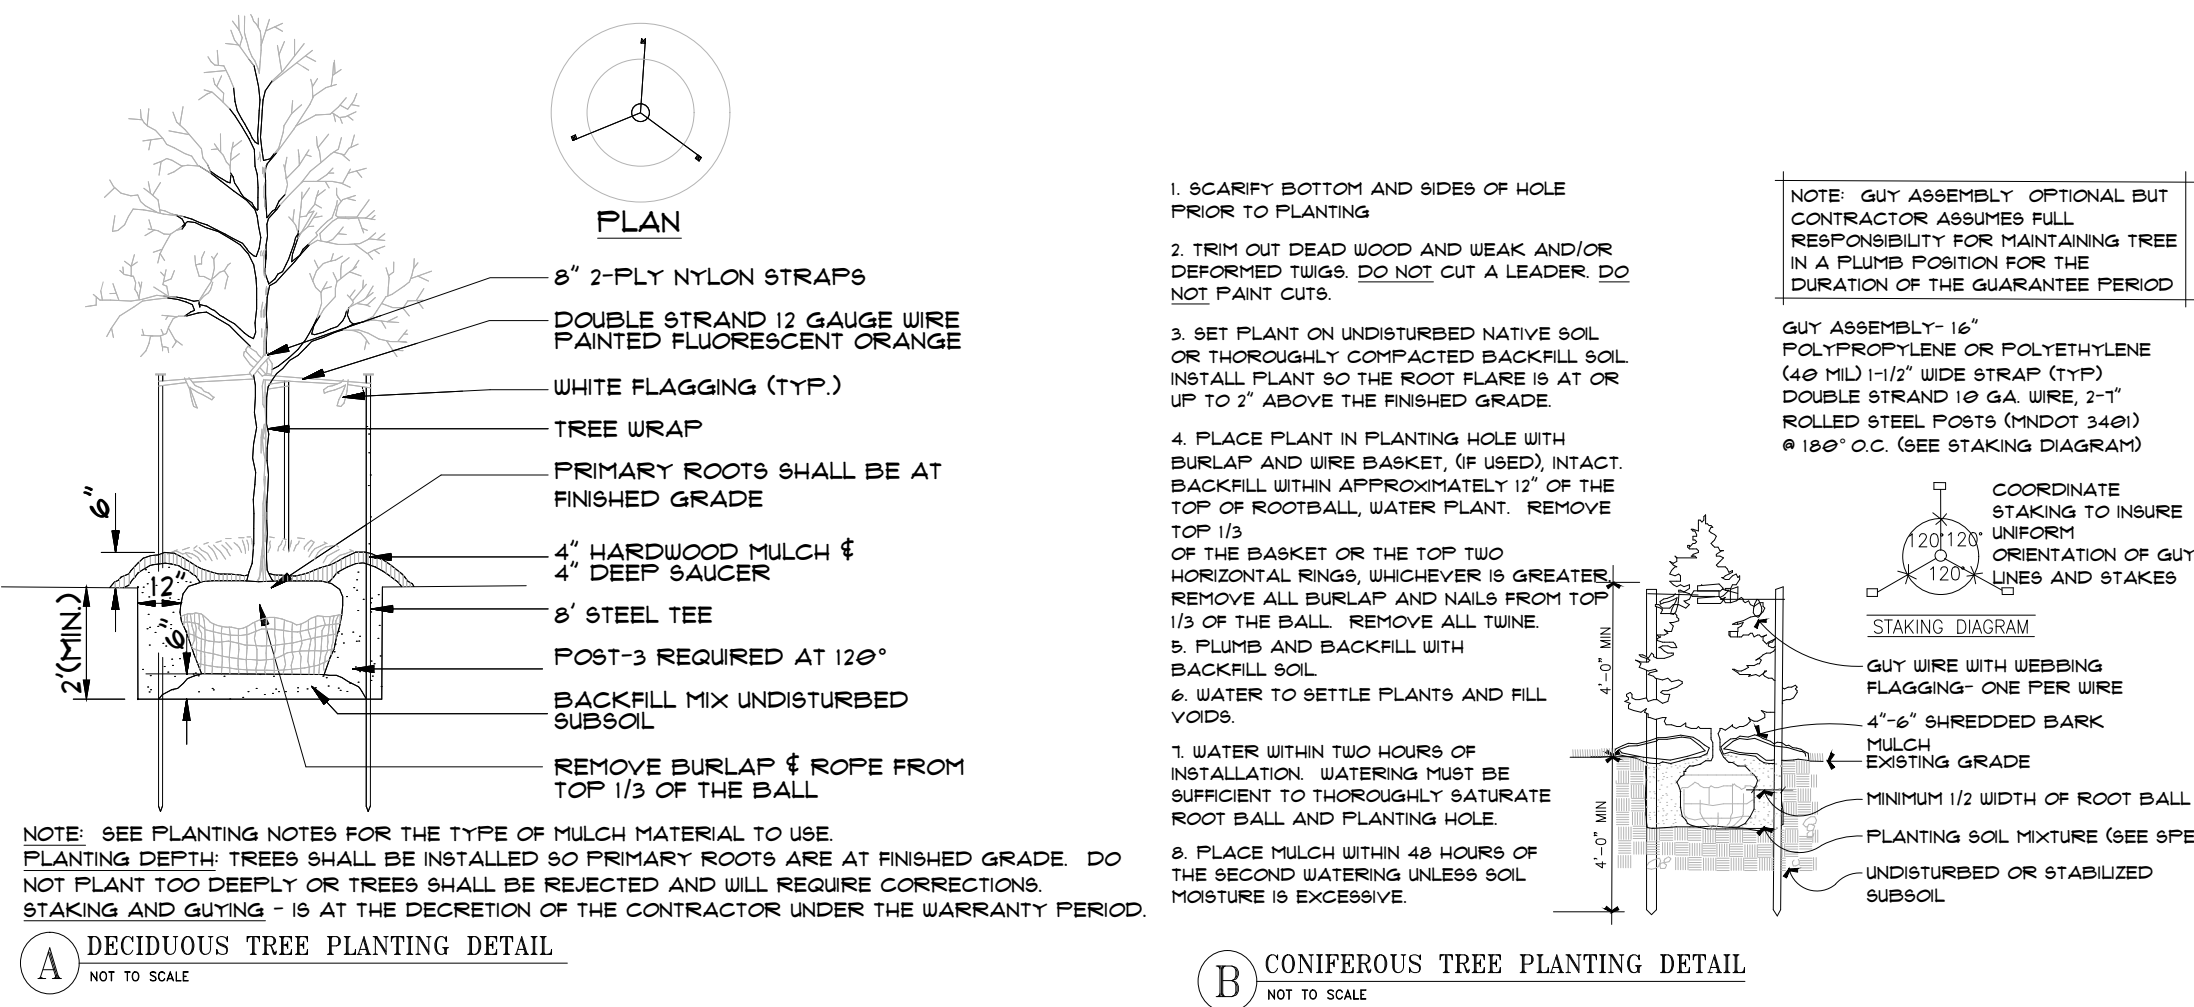 PLAN
8" 2-PLY NYLON STRAPS
DOUBLE STRAND 12 GAUGE WIRE
PAINTED FLUORESCENT ORANGE
WHITE FLAGGING (TYP.)
TREE WRAP
PRIMARY ROOTS SHALL BE AT
FINISHED GRADE
4" HARDWOOD MULCH &
4" DEEP SAUCER
8' STEEL TEE
POST-3 REQUIRED AT 120°
BACKFILL MIX UNDISTURBED
SUBSOIL
REMOVE BURLAP & ROPE FROM
TOP 1/3 OF THE BALL
6"
12"
2'(MIN.)
6"
NOTE: SEE PLANTING NOTES FOR THE TYPE OF MULCH MATERIAL TO USE.
PLANTING DEPTH: TREES SHALL BE INSTALLED SO PRIMARY ROOTS ARE AT FINISHED GRADE. DO
NOT PLANT TOO DEEPLY OR TREES SHALL BE REJECTED AND WILL REQUIRE CORRECTIONS.
STAKING AND GUYING - IS AT THE DECRETION OF THE CONTRACTOR UNDER THE WARRANTY PERIOD.
A
DECIDUOUS TREE PLANTING DETAIL
NOT TO SCALE
1. SCARIFY BOTTOM AND SIDES OF HOLE
PRIOR TO PLANTING
2. TRIM OUT DEAD WOOD AND WEAK AND/OR
DEFORMED TWIGS. DO NOT CUT A LEADER. DO
NOT PAINT CUTS.
3. SET PLANT ON UNDISTURBED NATIVE SOIL
OR THOROUGHLY COMPACTED BACKFILL SOIL.
INSTALL PLANT SO THE ROOT FLARE IS AT OR
UP TO 2" ABOVE THE FINISHED GRADE.
4. PLACE PLANT IN PLANTING HOLE WITH
BURLAP AND WIRE BASKET, (IF USED), INTACT.
BACKFILL WITHIN APPROXIMATELY 12" OF THE
TOP OF ROOTBALL, WATER PLANT. REMOVE
TOP 1/3
OF THE BASKET OR THE TOP TWO
HORIZONTAL RINGS, WHICHEVER IS GREATER.
REMOVE ALL BURLAP AND NAILS FROM TOP
1/3 OF THE BALL. REMOVE ALL TWINE.
5. PLUMB AND BACKFILL WITH
BACKFILL SOIL.
6. WATER TO SETTLE PLANTS AND FILL
VOIDS.
7. WATER WITHIN TWO HOURS OF
INSTALLATION. WATERING MUST BE
SUFFICIENT TO THOROUGHLY SATURATE
ROOT BALL AND PLANTING HOLE.
8. PLACE MULCH WITHIN 48 HOURS OF
THE SECOND WATERING UNLESS SOIL
MOISTURE IS EXCESSIVE.
NOTE: GUY ASSEMBLY OPTIONAL BUT
CONTRACTOR ASSUMES FULL
RESPONSIBILITY FOR MAINTAINING TREE
IN A PLUMB POSITION FOR THE
DURATION OF THE GUARANTEE PERIOD
GUY ASSEMBLY- 16"
POLYPROPYLENE OR POLYETHYLENE
(40 MIL) 1-1/2" WIDE STRAP (TYP)
DOUBLE STRAND 10 GA. WIRE, 2-7"
ROLLED STEEL POSTS (MNDOT 3401)
@ 180° O.C. (SEE STAKING DIAGRAM)
COORDINATE
STAKING TO INSURE
UNIFORM
ORIENTATION OF GUY
LINES AND STAKES
120° 120°
120°
STAKING DIAGRAM
4'-0" MIN
4'-0" MIN
GUY WIRE WITH WEBBING
FLAGGING- ONE PER WIRE
4"-6" SHREDDED BARK
MULCH
EXISTING GRADE
MINIMUM 1/2 WIDTH OF ROOT BALL
PLANTING SOIL MIXTURE (SEE SPE
UNDISTURBED OR STABILIZED
SUBSOIL
B
CONIFEROUS TREE PLANTING DETAIL
NOT TO SCALE